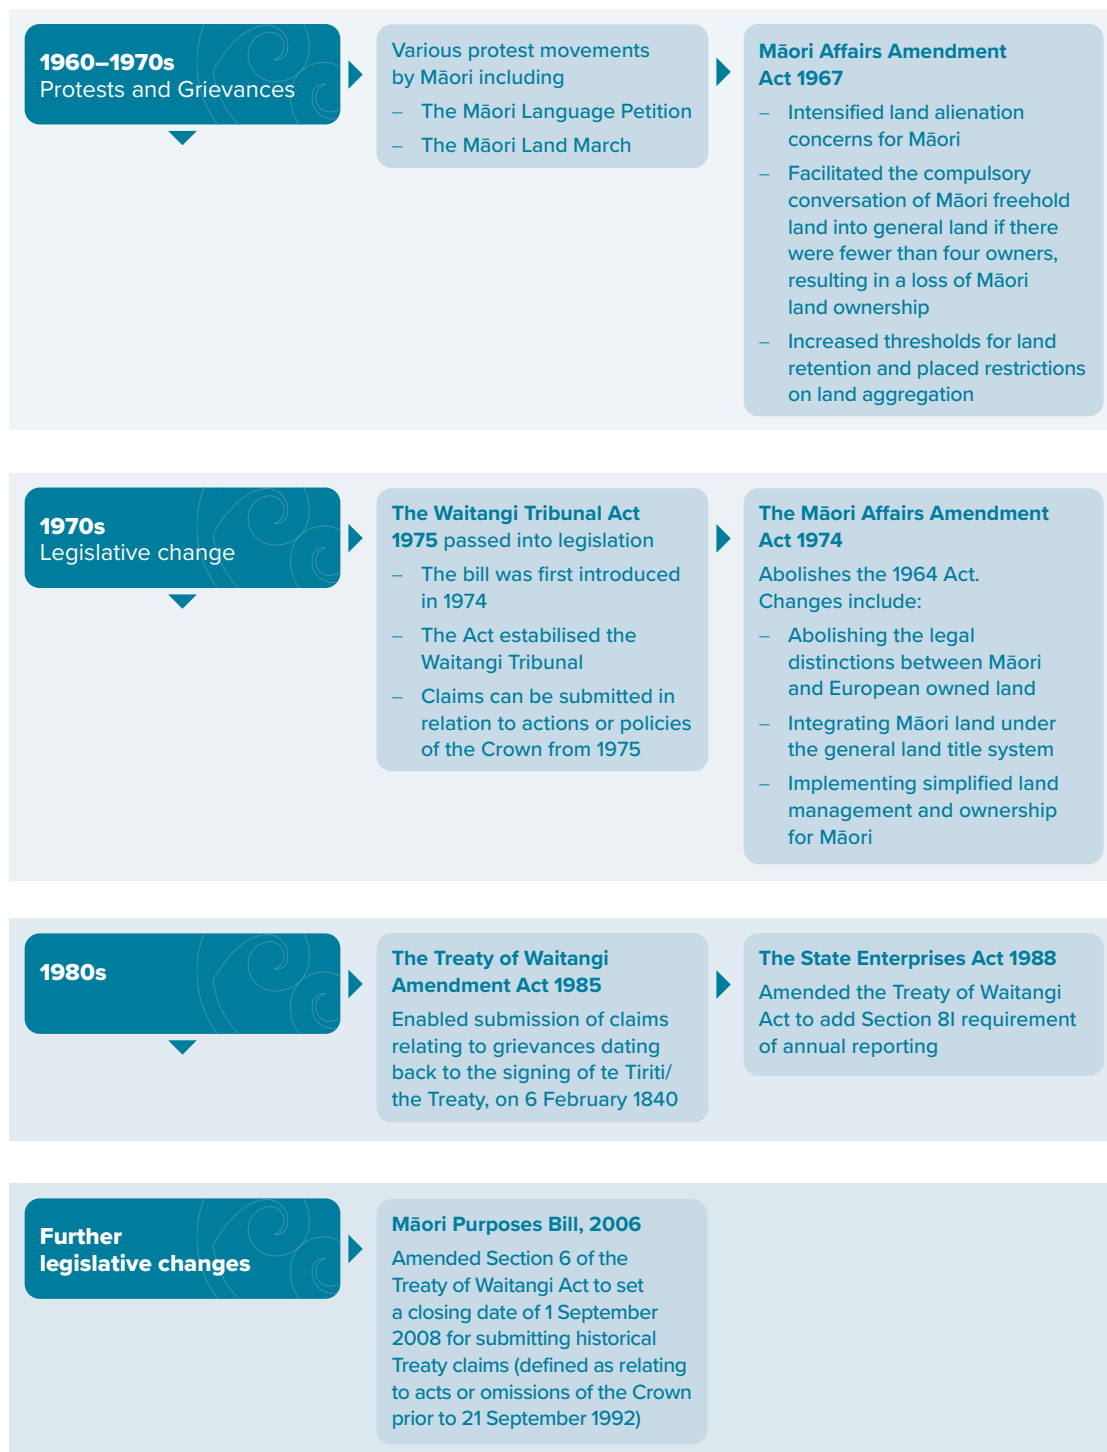 1960–1970s
Protests and Grievances
Various protest movements
by Māori including
– The Māori Language Petition
– The Māori Land March
Māori Affairs Amendment
Act 1967
– Intensified land alienation
concerns for Māori
– Facilitated the compulsory
conversation of Māori freehold
land into general land if there
were fewer than four owners,
resulting in a loss of Māori
land ownership
– Increased thresholds for land
retention and placed restrictions
on land aggregation
1970s
Legislative change
The Waitangi Tribunal Act
1975 passed into legislation
– The bill was first introduced
in 1974
– The Act estabilised the
Waitangi Tribunal
– Claims can be submitted in
relation to actions or policies
of the Crown from 1975
The Māori Affairs Amendment
Act 1974
Abolishes the 1964 Act.
Changes include:
– Abolishing the legal
distinctions between Māori
and European owned land
– Integrating Māori land under
the general land title system
– Implementing simplified land
management and ownership
for Māori
1980s
The Treaty of Waitangi
Amendment Act 1985
Enabled submission of claims
relating to grievances dating
back to the signing of te Tiriti/
the Treaty, on 6 February 1840
The State Enterprises Act 1988
Amended the Treaty of Waitangi
Act to add Section 8I requirement
of annual reporting
Further
legislative changes
Māori Purposes Bill, 2006
Amended Section 6 of the
Treaty of Waitangi Act to set
a closing date of 1 September
2008 for submitting historical
Treaty claims (defined as relating
to acts or omissions of the Crown
prior to 21 September 1992)